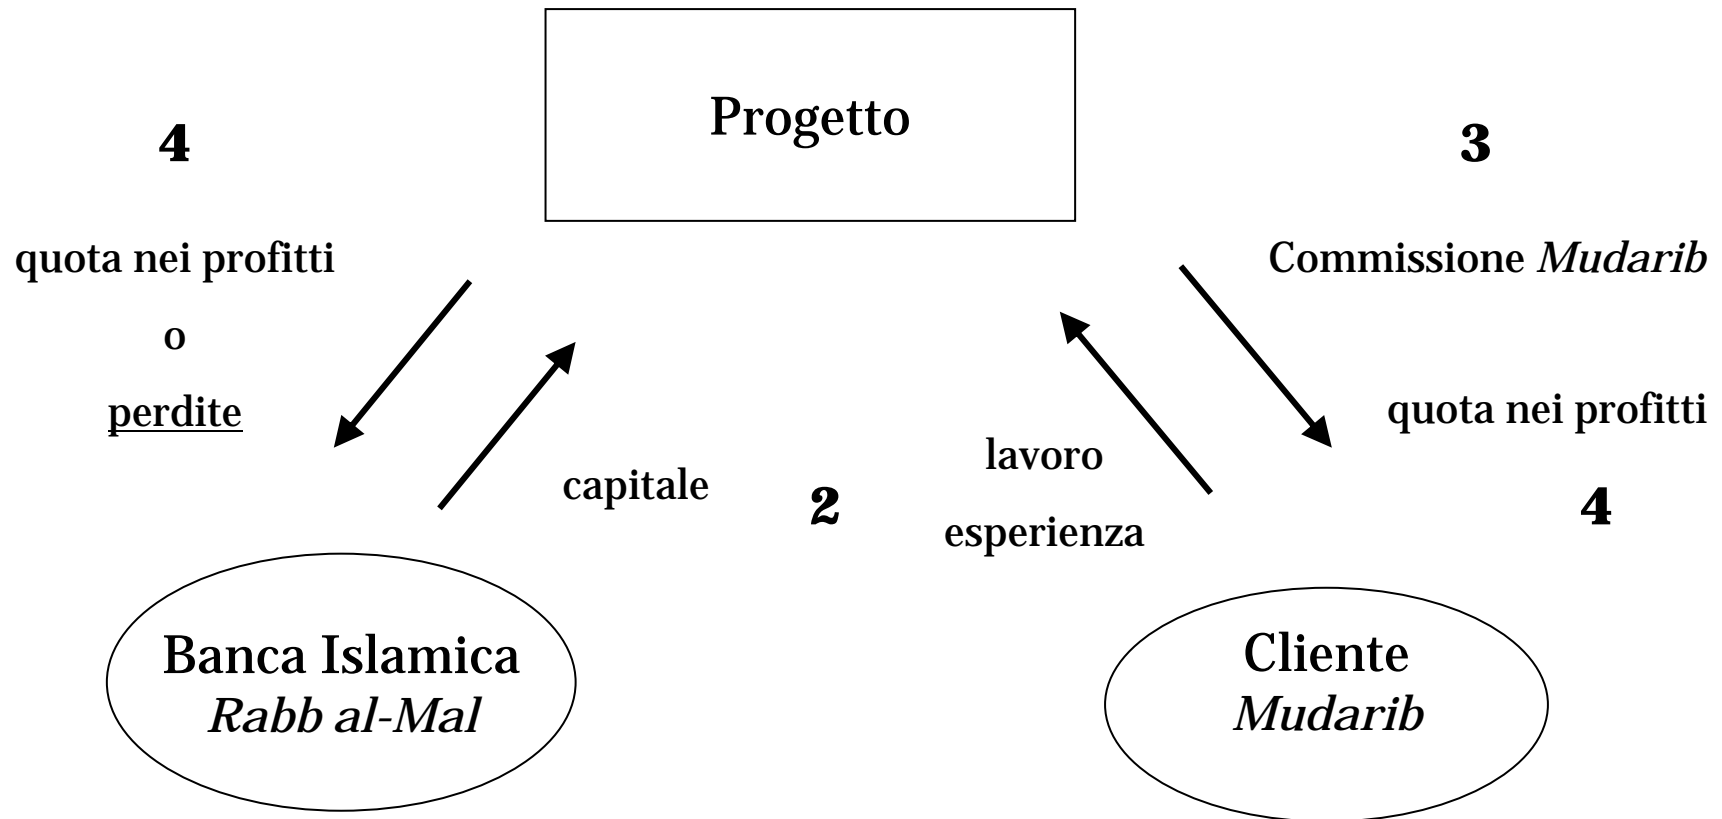 Progetto
4
3
quota nei profitti
Commissione Mudarib
o
perdite
quota nei profitti
lavoro
capitale
2
4
esperienza
Banca Islamica
Rabb al-Mal
Cliente
Mudarib